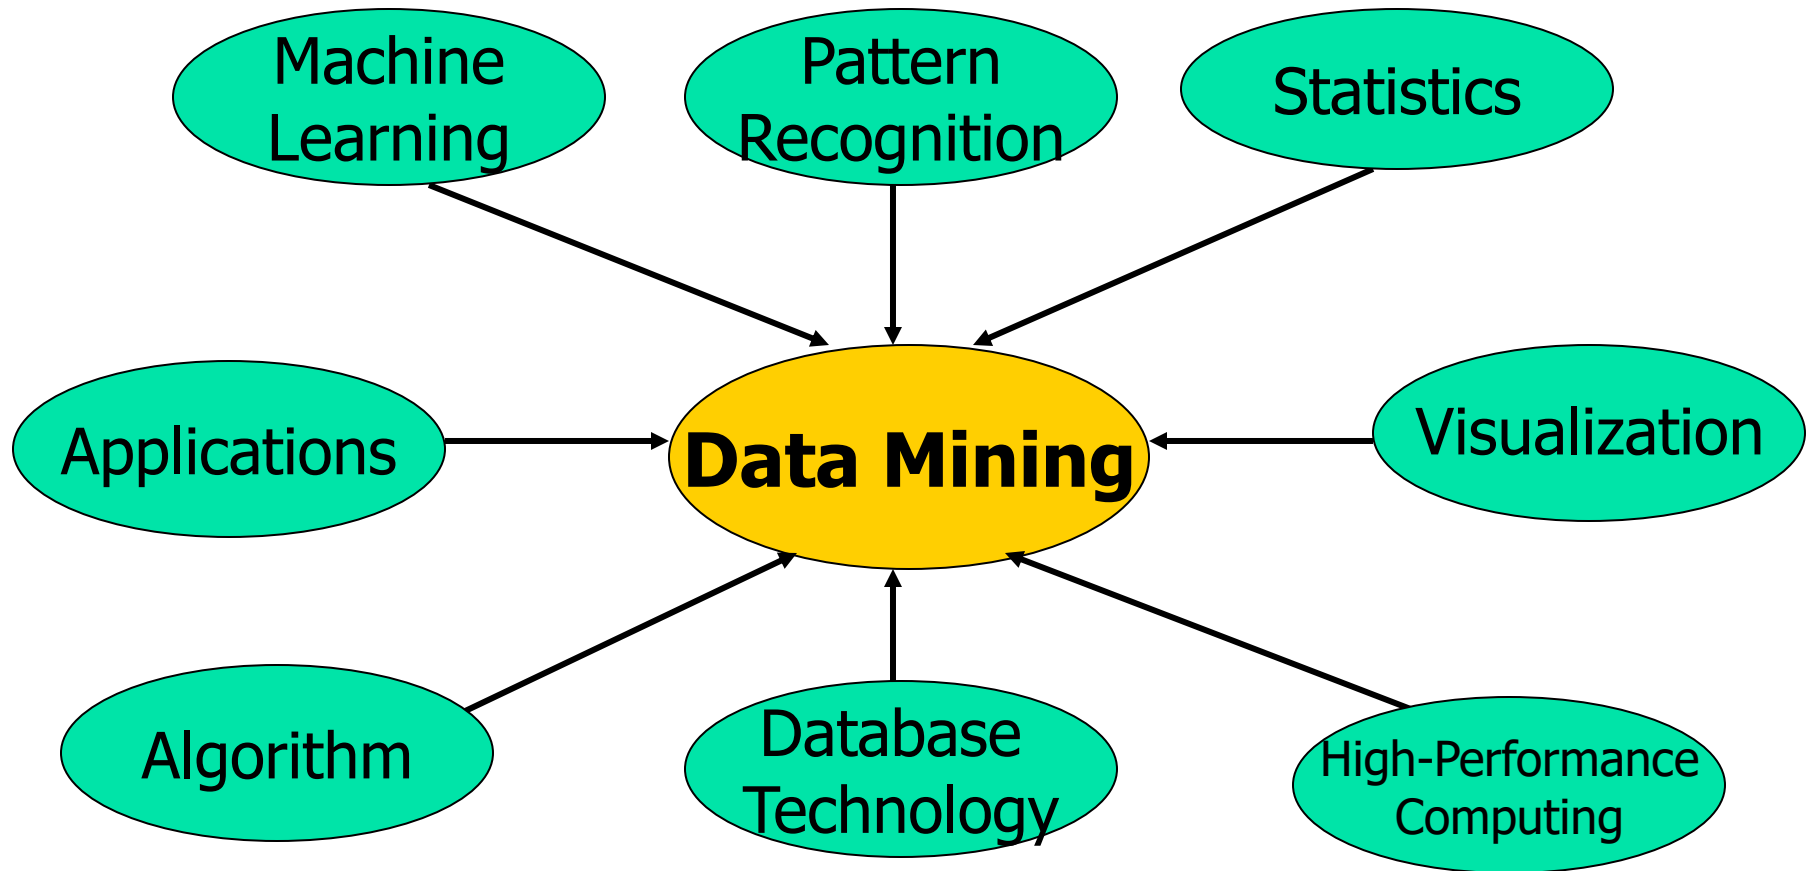 Machine
Learning
Pattern
Recognition
Statistics
Applications
Data Mining
Visualization
Algorithm
Database
Technology
High-Performance
Computing